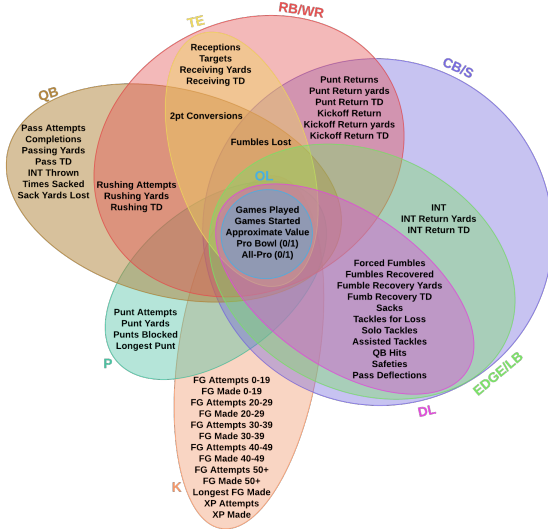 TE
RB/WR
Receptions
Targets
Receiving Yards
Receiving TD
CB/S
Punt Returns
Punt Return yards
Punt Return TD
Kickoff Return
Kickoff Return yards
Kickoff Return TD
QB
2pt Conversions
Pass Attempts
Completions
Passing Yards
Pass TD
INT Thrown
Times Sacked
Sack Yards Lost
Fumbles Lost
OL
Rushing Attempts
Rushing Yards
Rushing TD
Games Played
Games Started
Approximate Value
Pro Bowl (0/1)
All-Pro (0/1)
INT
INT Return Yards
INT Return TD
Forced Fumbles
Fumbles Recovered
Fumble Recovery Yards
Fumb Recovery TD
Sacks
Tackles for Loss
Solo Tackles
Assisted Tackles
QB Hits
Safeties
Pass Deflections
Punt Attempts
Punt Yards
Punts Blocked
Longest Punt
P
EDGE/LB
DL
FG Attempts 0-19
FG Made 0-19
FG Attempts 20-29
FG Made 20-29
FG Attempts 30-39
FG Made 30-39
FG Attempts 40-49
FG Made 40-49
FG Attempts 50+
FG Made 50+
Longest FG Made
XP Attempts
XP Made
K